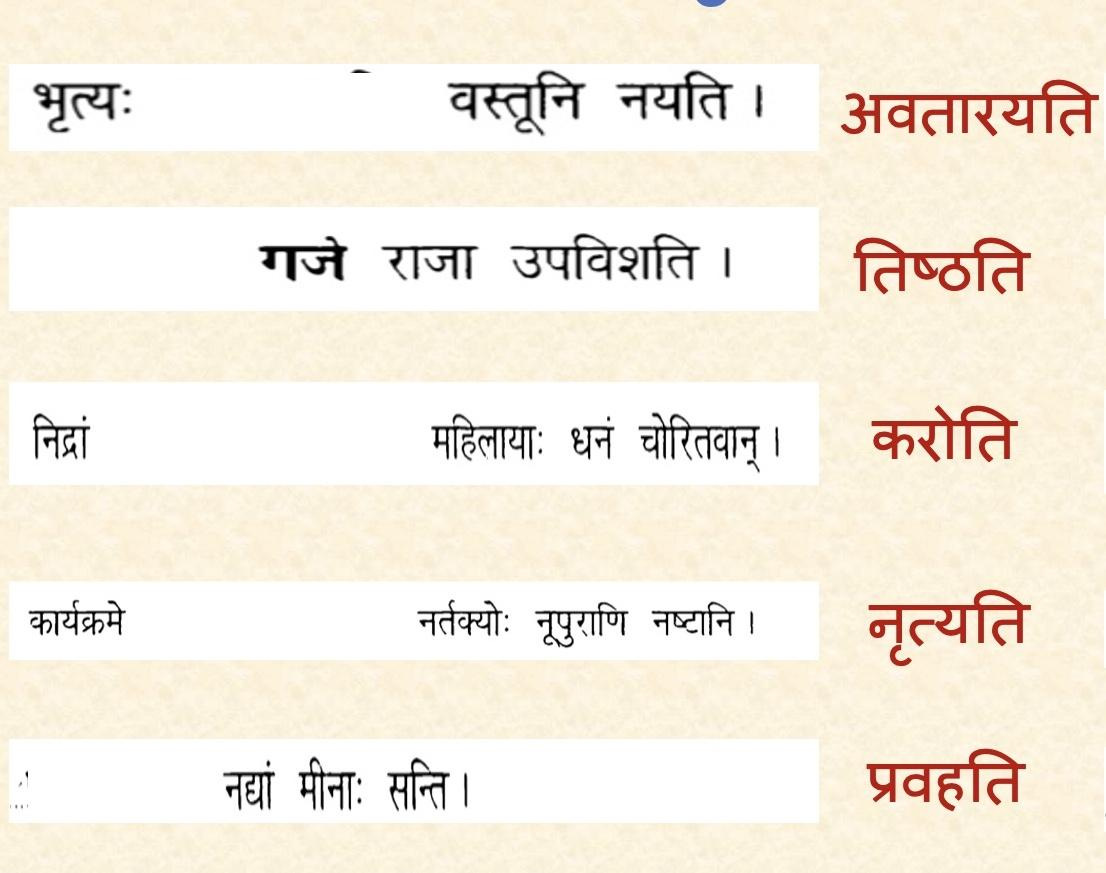 भृत्यः वस्तूनि नयति । अवतारयति
गजे राजा उपविशति । तिष्ठति
निद्रां महिलायाः धनं चोरितवान् । करोति
कार्यक्रमे नर्तक्योः नूपुराणि नष्टानि । नृत्यति
नद्यां मीनाः सन्ति । प्रवहति